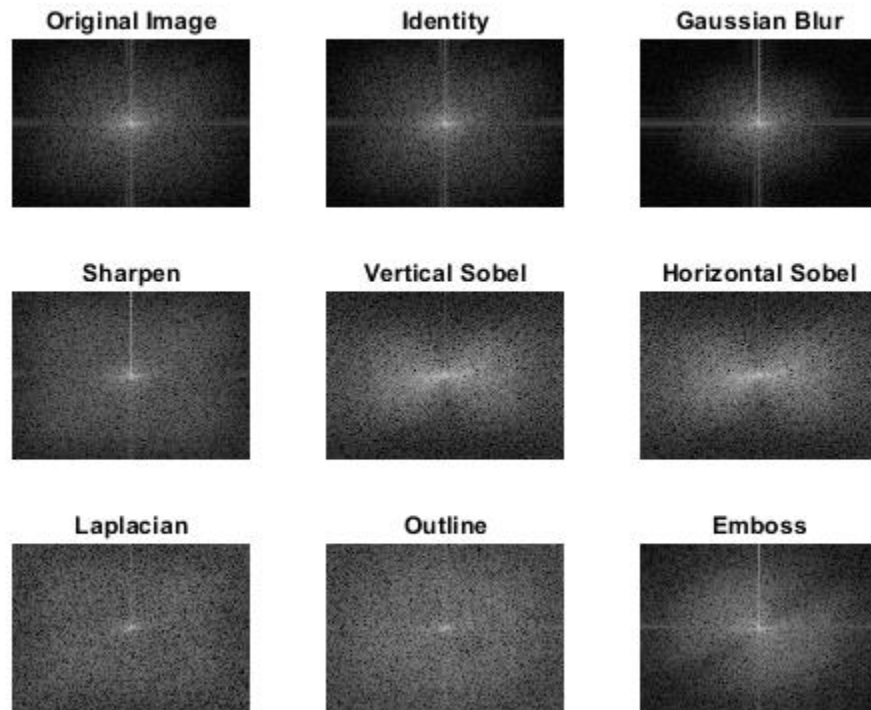 Original Image
Identity
Gaussian Blur
Sharpen
Vertical Sobel
Horizontal Sobel
Laplacian
Outline
Emboss